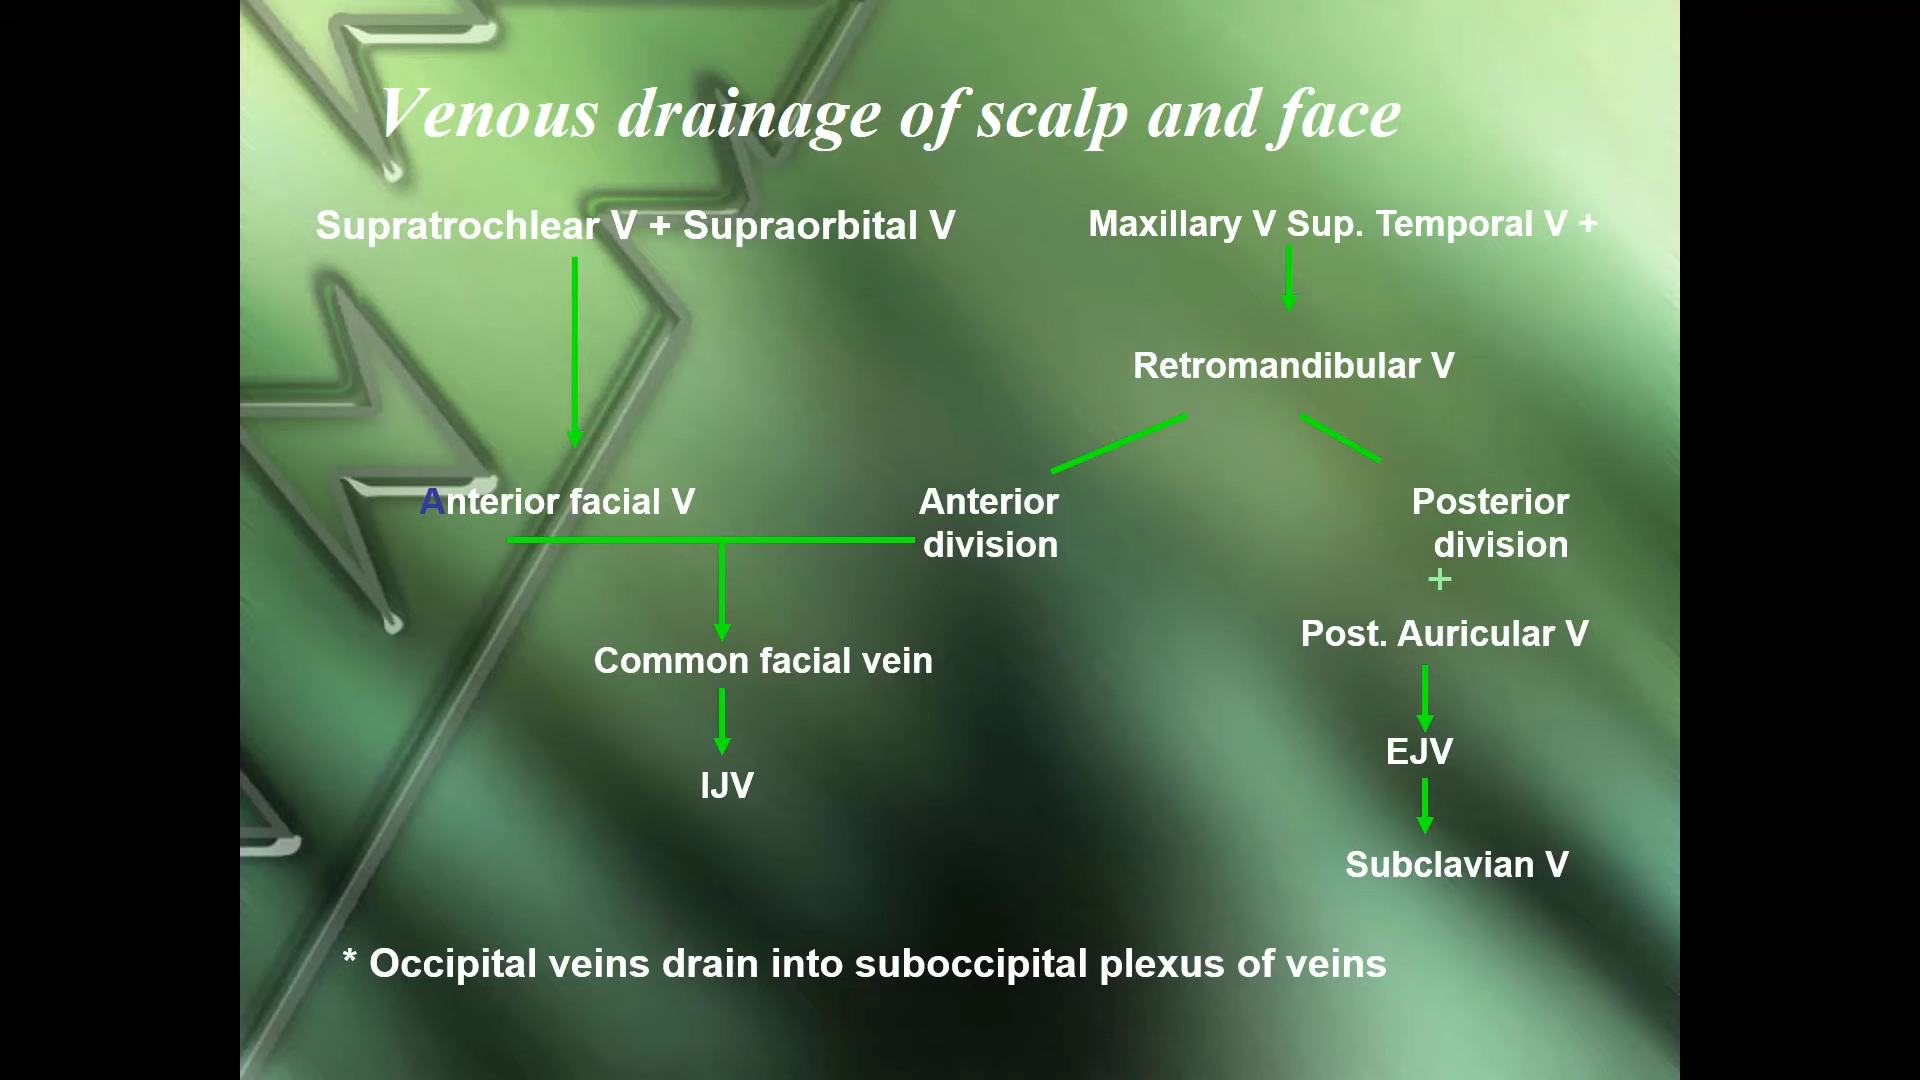 Venous drainage of scalp and face
Supratrochlear V + Supraorbital V
Maxillary V Sup. Temporal V +
Retromandibular V
Anterior facial V
Anterior
division
Posterior
division
+
Post. Auricular V
Common facial vein
EJV
IJV
Subclavian V
* Occipital veins drain into suboccipital plexus of veins